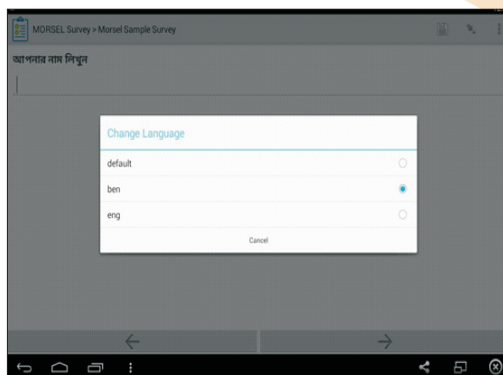 MORSEL Survey > Morsel Sample Survey
আপনার নাম লিখুন
Change Language
default
ben
eng
Cancel